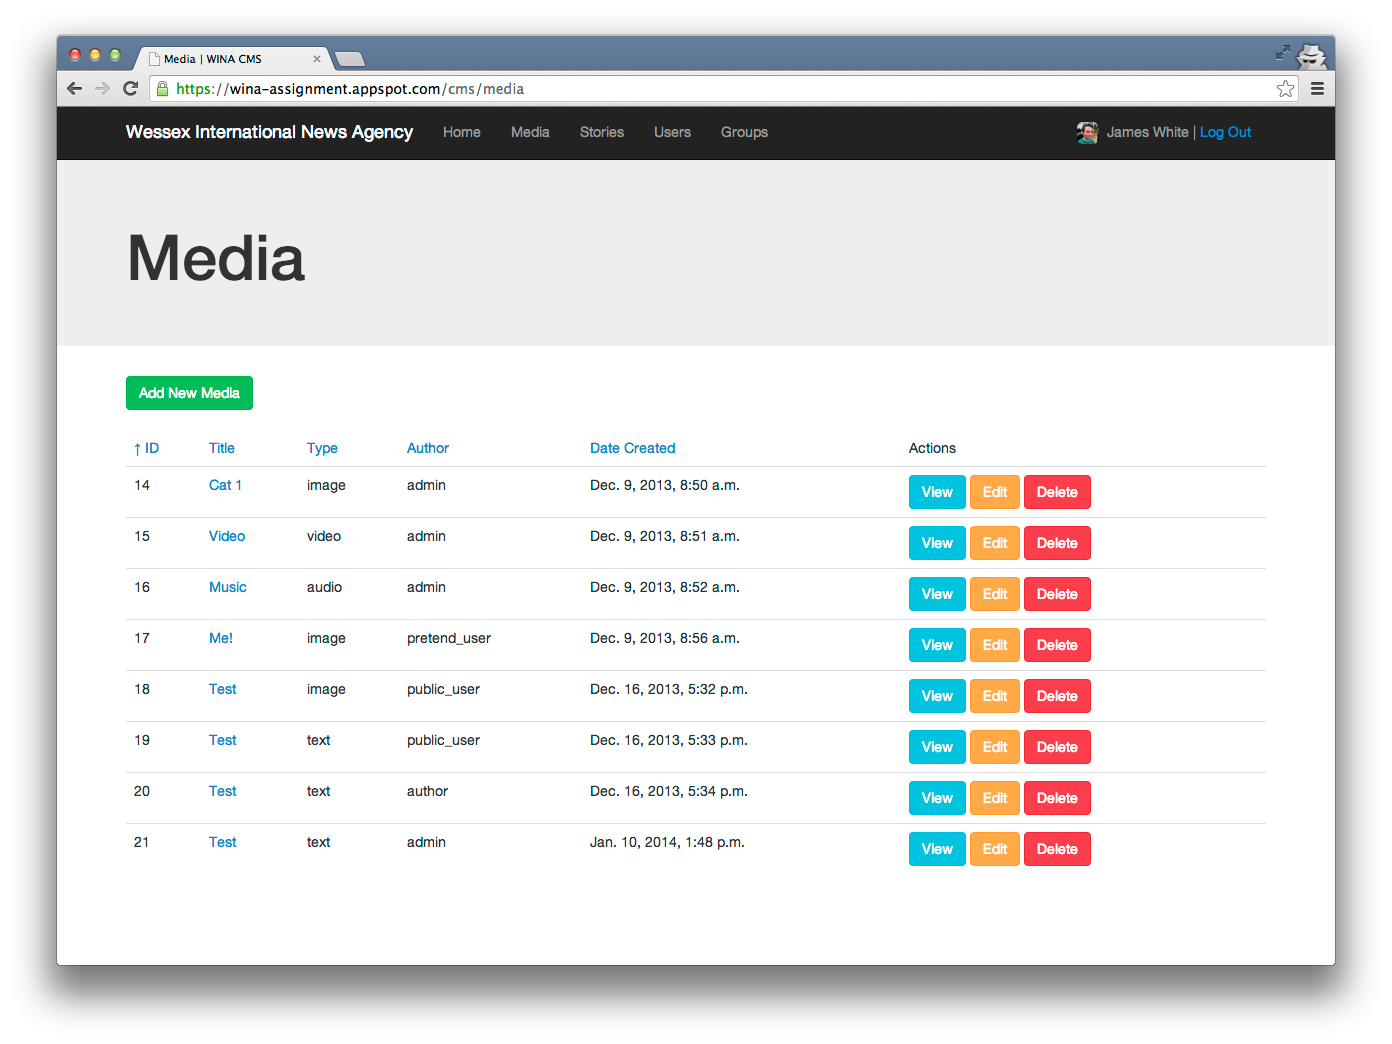 Media | WINA CMS
https://wina-assignment.appspot.com/cms/media
Wessex International News Agency Home Media Stories Users Groups James White | Log Out
Media
Add New Media
↑ ID Title Type Author Date Created Actions
14 Cat 1 image admin Dec. 9, 2013, 8:50 a.m. View Edit Delete
15 Video video admin Dec. 9, 2013, 8:51 a.m. View Edit Delete
16 Music audio admin Dec. 9, 2013, 8:52 a.m. View Edit Delete
17 Me! image pretend_user Dec. 9, 2013, 8:56 a.m. View Edit Delete
18 Test image public_user Dec. 16, 2013, 5:32 p.m. View Edit Delete
19 Test text public_user Dec. 16, 2013, 5:33 p.m. View Edit Delete
20 Test text author Dec. 16, 2013, 5:34 p.m. View Edit Delete
21 Test text admin Jan. 10, 2014, 1:48 p.m. View Edit Delete